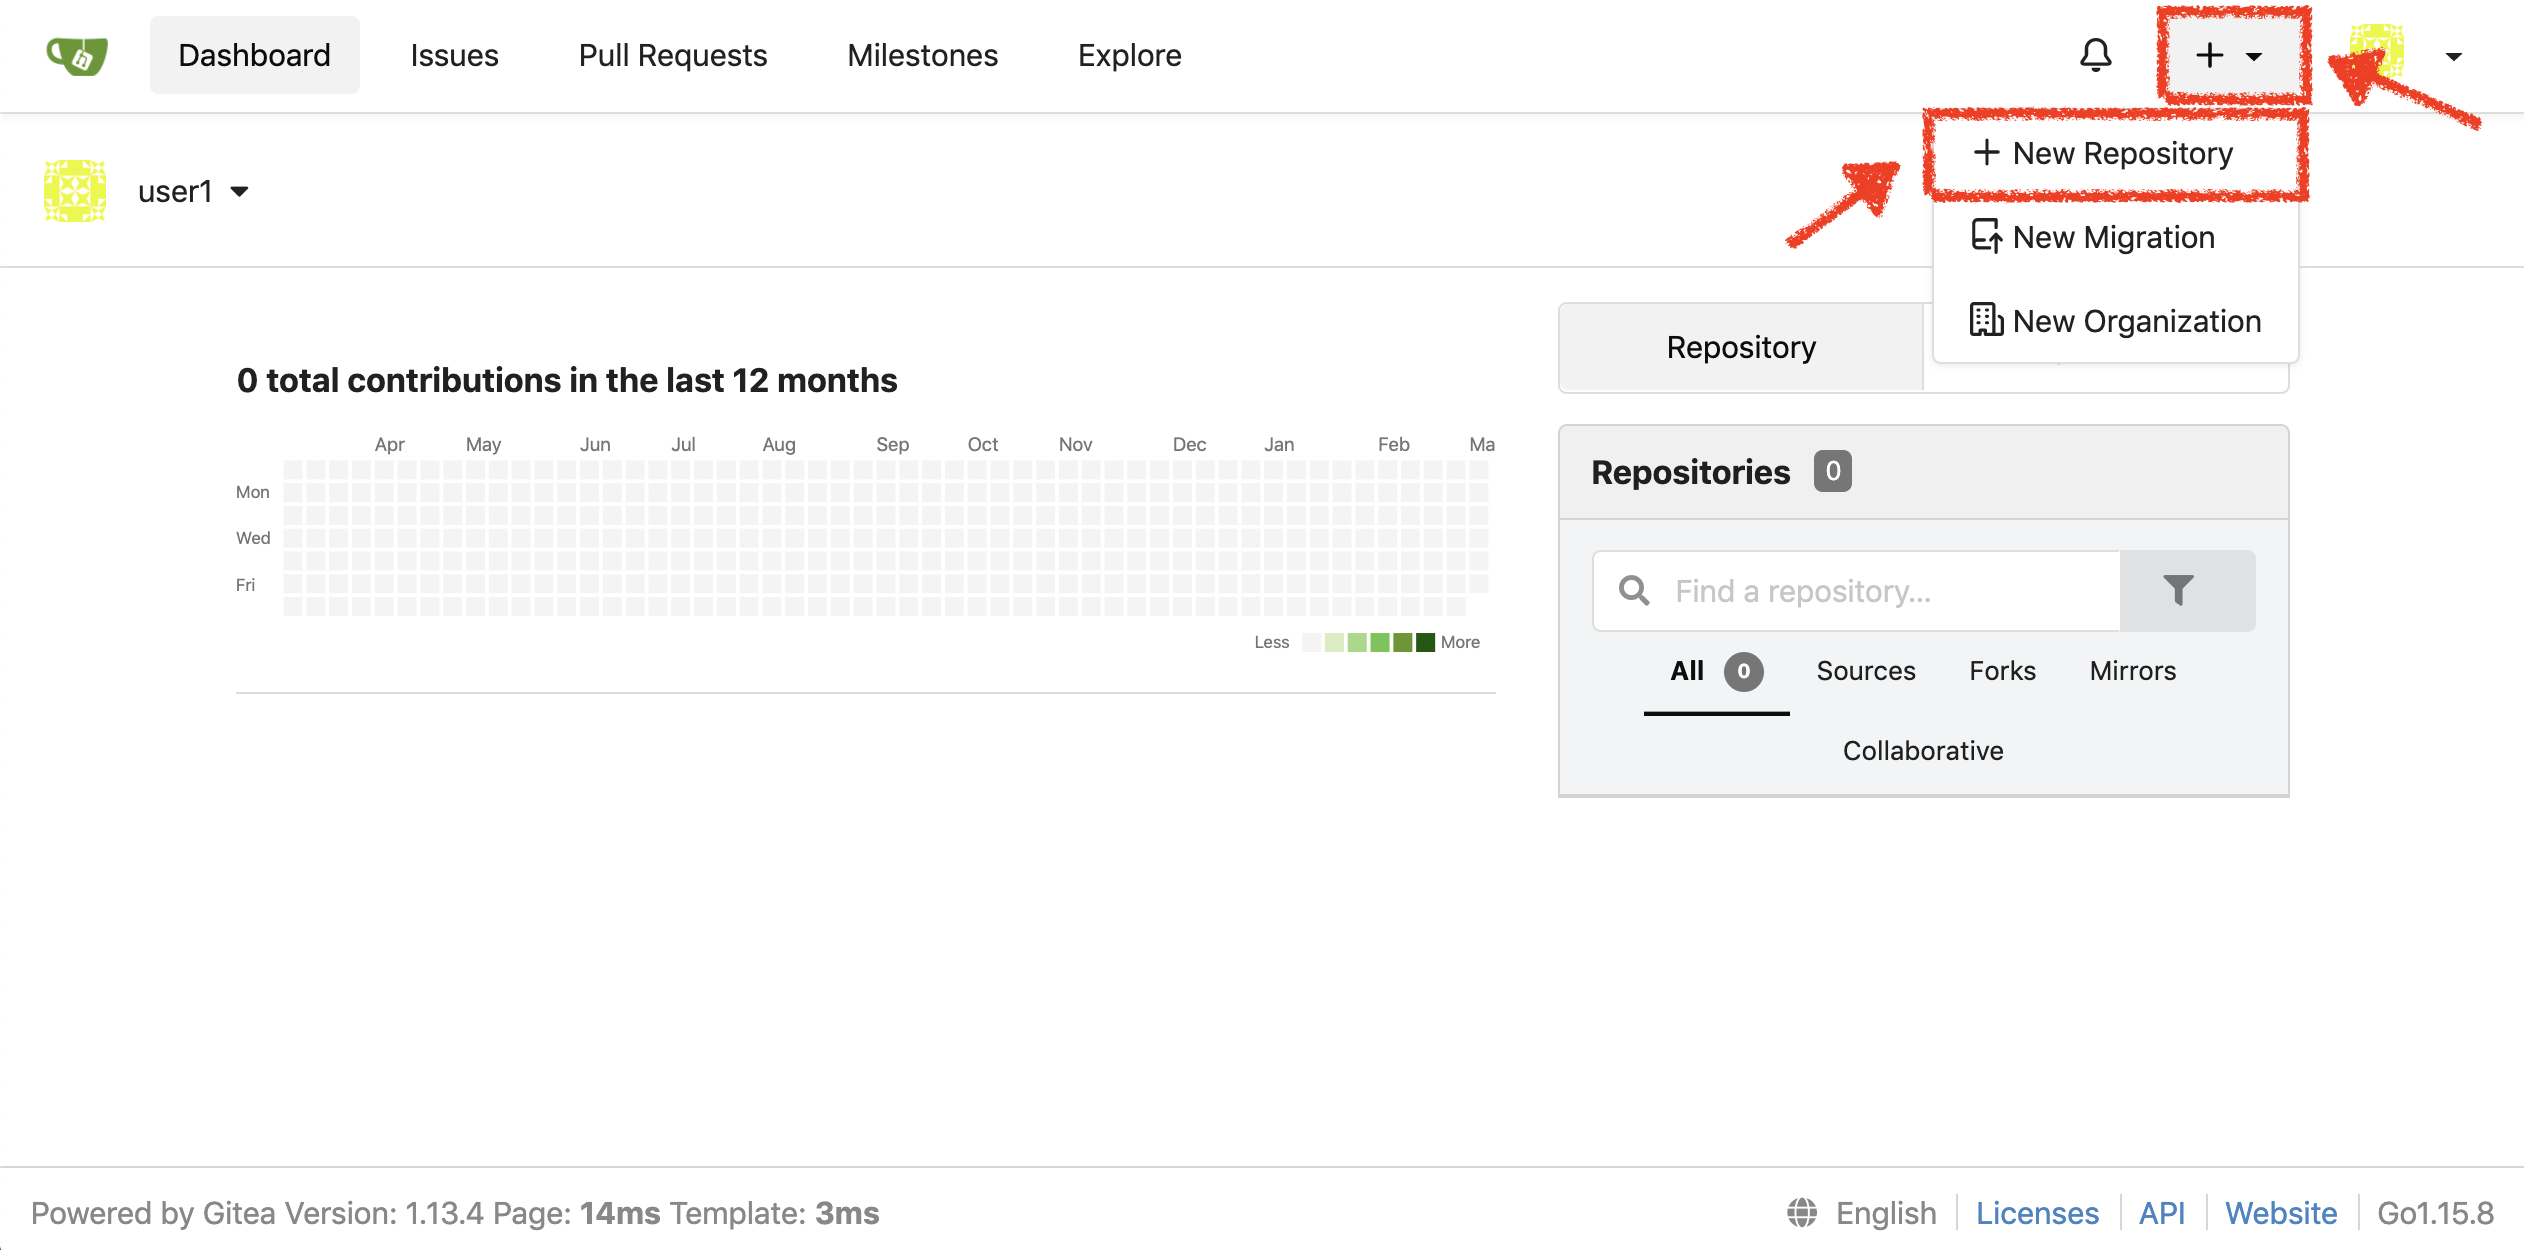 Dashboard Issues Pull Requests Milestones Explore
New Repository
user1
New Migration
New Organization
Repository
0 total contributions in the last 12 months
Apr May Jun Jul Aug Sep Oct Nov Dec Jan Feb Ma
Repositories 0
Mon
Wed
Fri
Find a repository...
Less More
All 0 Sources Forks Mirrors
Collaborative
Powered by Gitea Version: 1.13.4 Page: 14ms Template: 3ms English Licenses API Website Go1.15.8